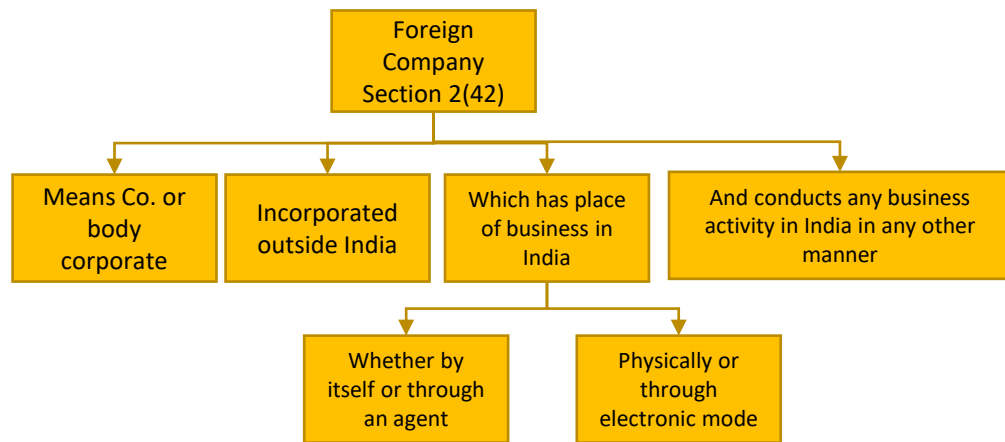 Foreign
Company
Section 2(42)
Means Co. or
body
corporate
Incorporated
outside India
Which has place
of business in
India
And conducts any business
activity in India in any other
manner
Whether by
itself or through
an agent
Physically or
through
electronic mode